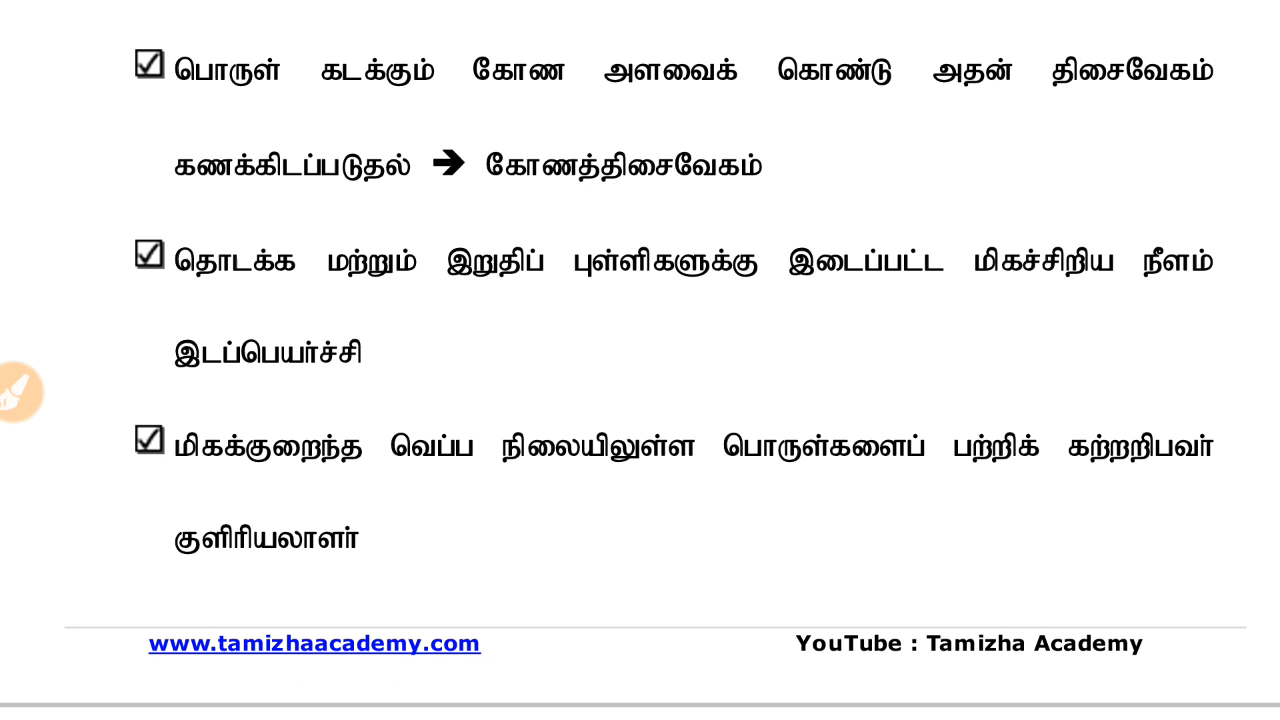 பொருள் கடக்கும் கோண அளவைக் கொண்டு அதன் திசைவேகம்
கணக்கிடப்படுதல் ➔ கோணத்திசைவேகம்
தொடக்க மற்றும் இறுதிப் புள்ளிகளுக்கு இடைப்பட்ட மிகச்சிறிய நீளம்
இடப்பெயர்ச்சி
மிகக்குறைந்த வெப்ப நிலையிலுள்ள பொருள்களைப் பற்றிக் கற்றறிபவர்
குளிரியலாளர்
www.tamizhaacademy.com YouTube : Tamizha Academy